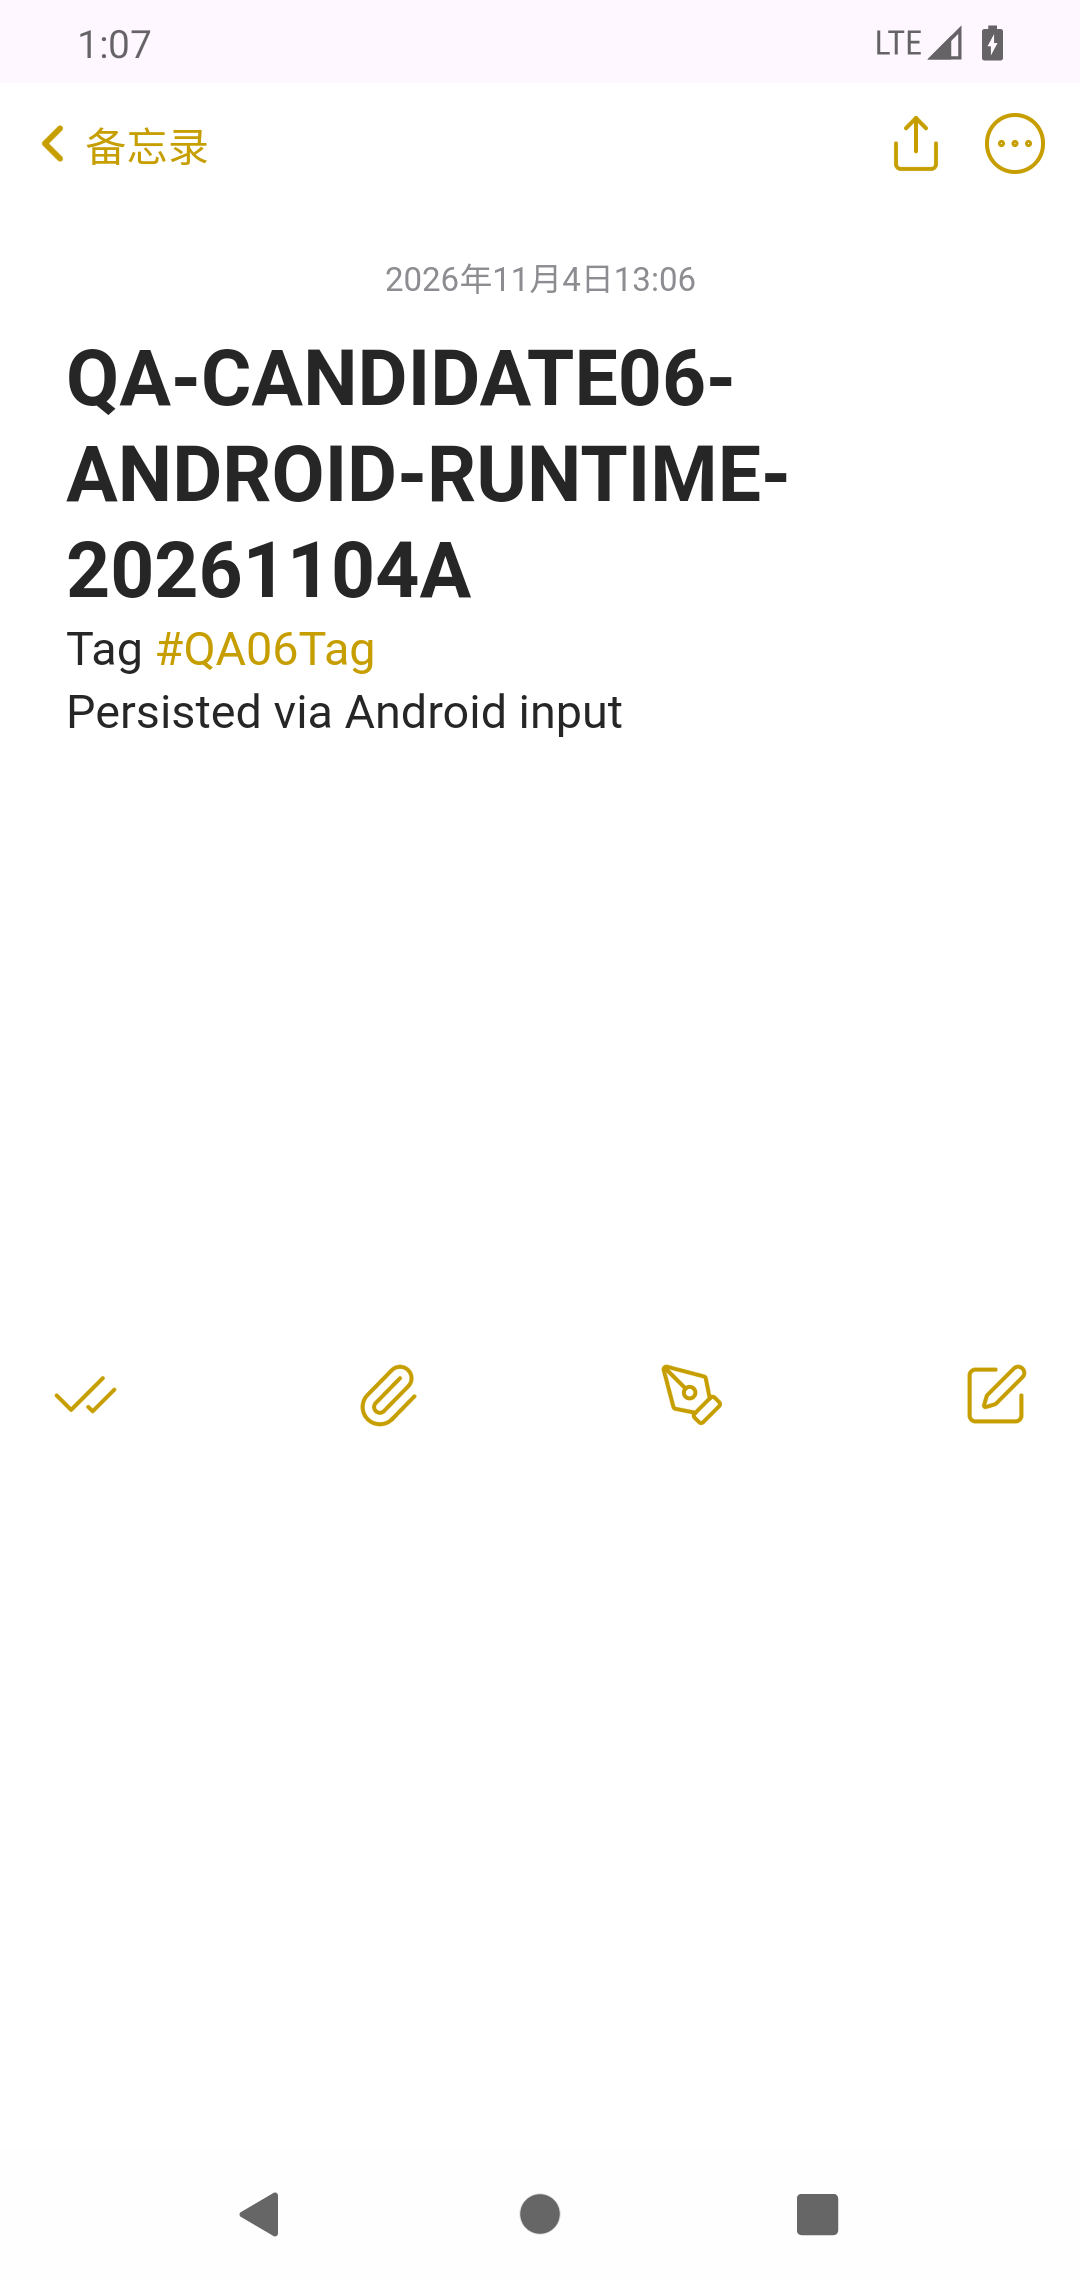 1:07
LTE
备忘录
2026年11月4日13:06
QA-CANDIDATE06-
ANDROID-RUNTIME-
20261104A
Tag #QA06Tag
Persisted via Android input